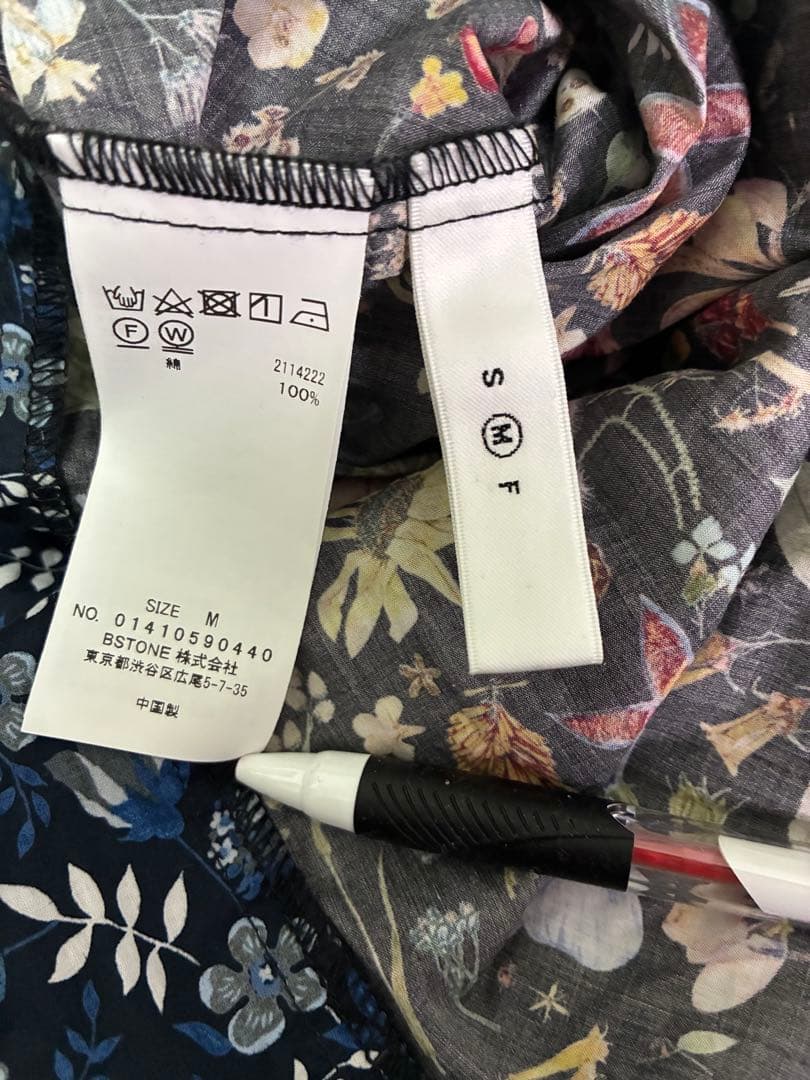 F W
綿
2114222
100%
SIZE M
NO. 01410590440
BSTONE 株式会社
東京都渋谷区広尾5-7-35
中国製
S M F